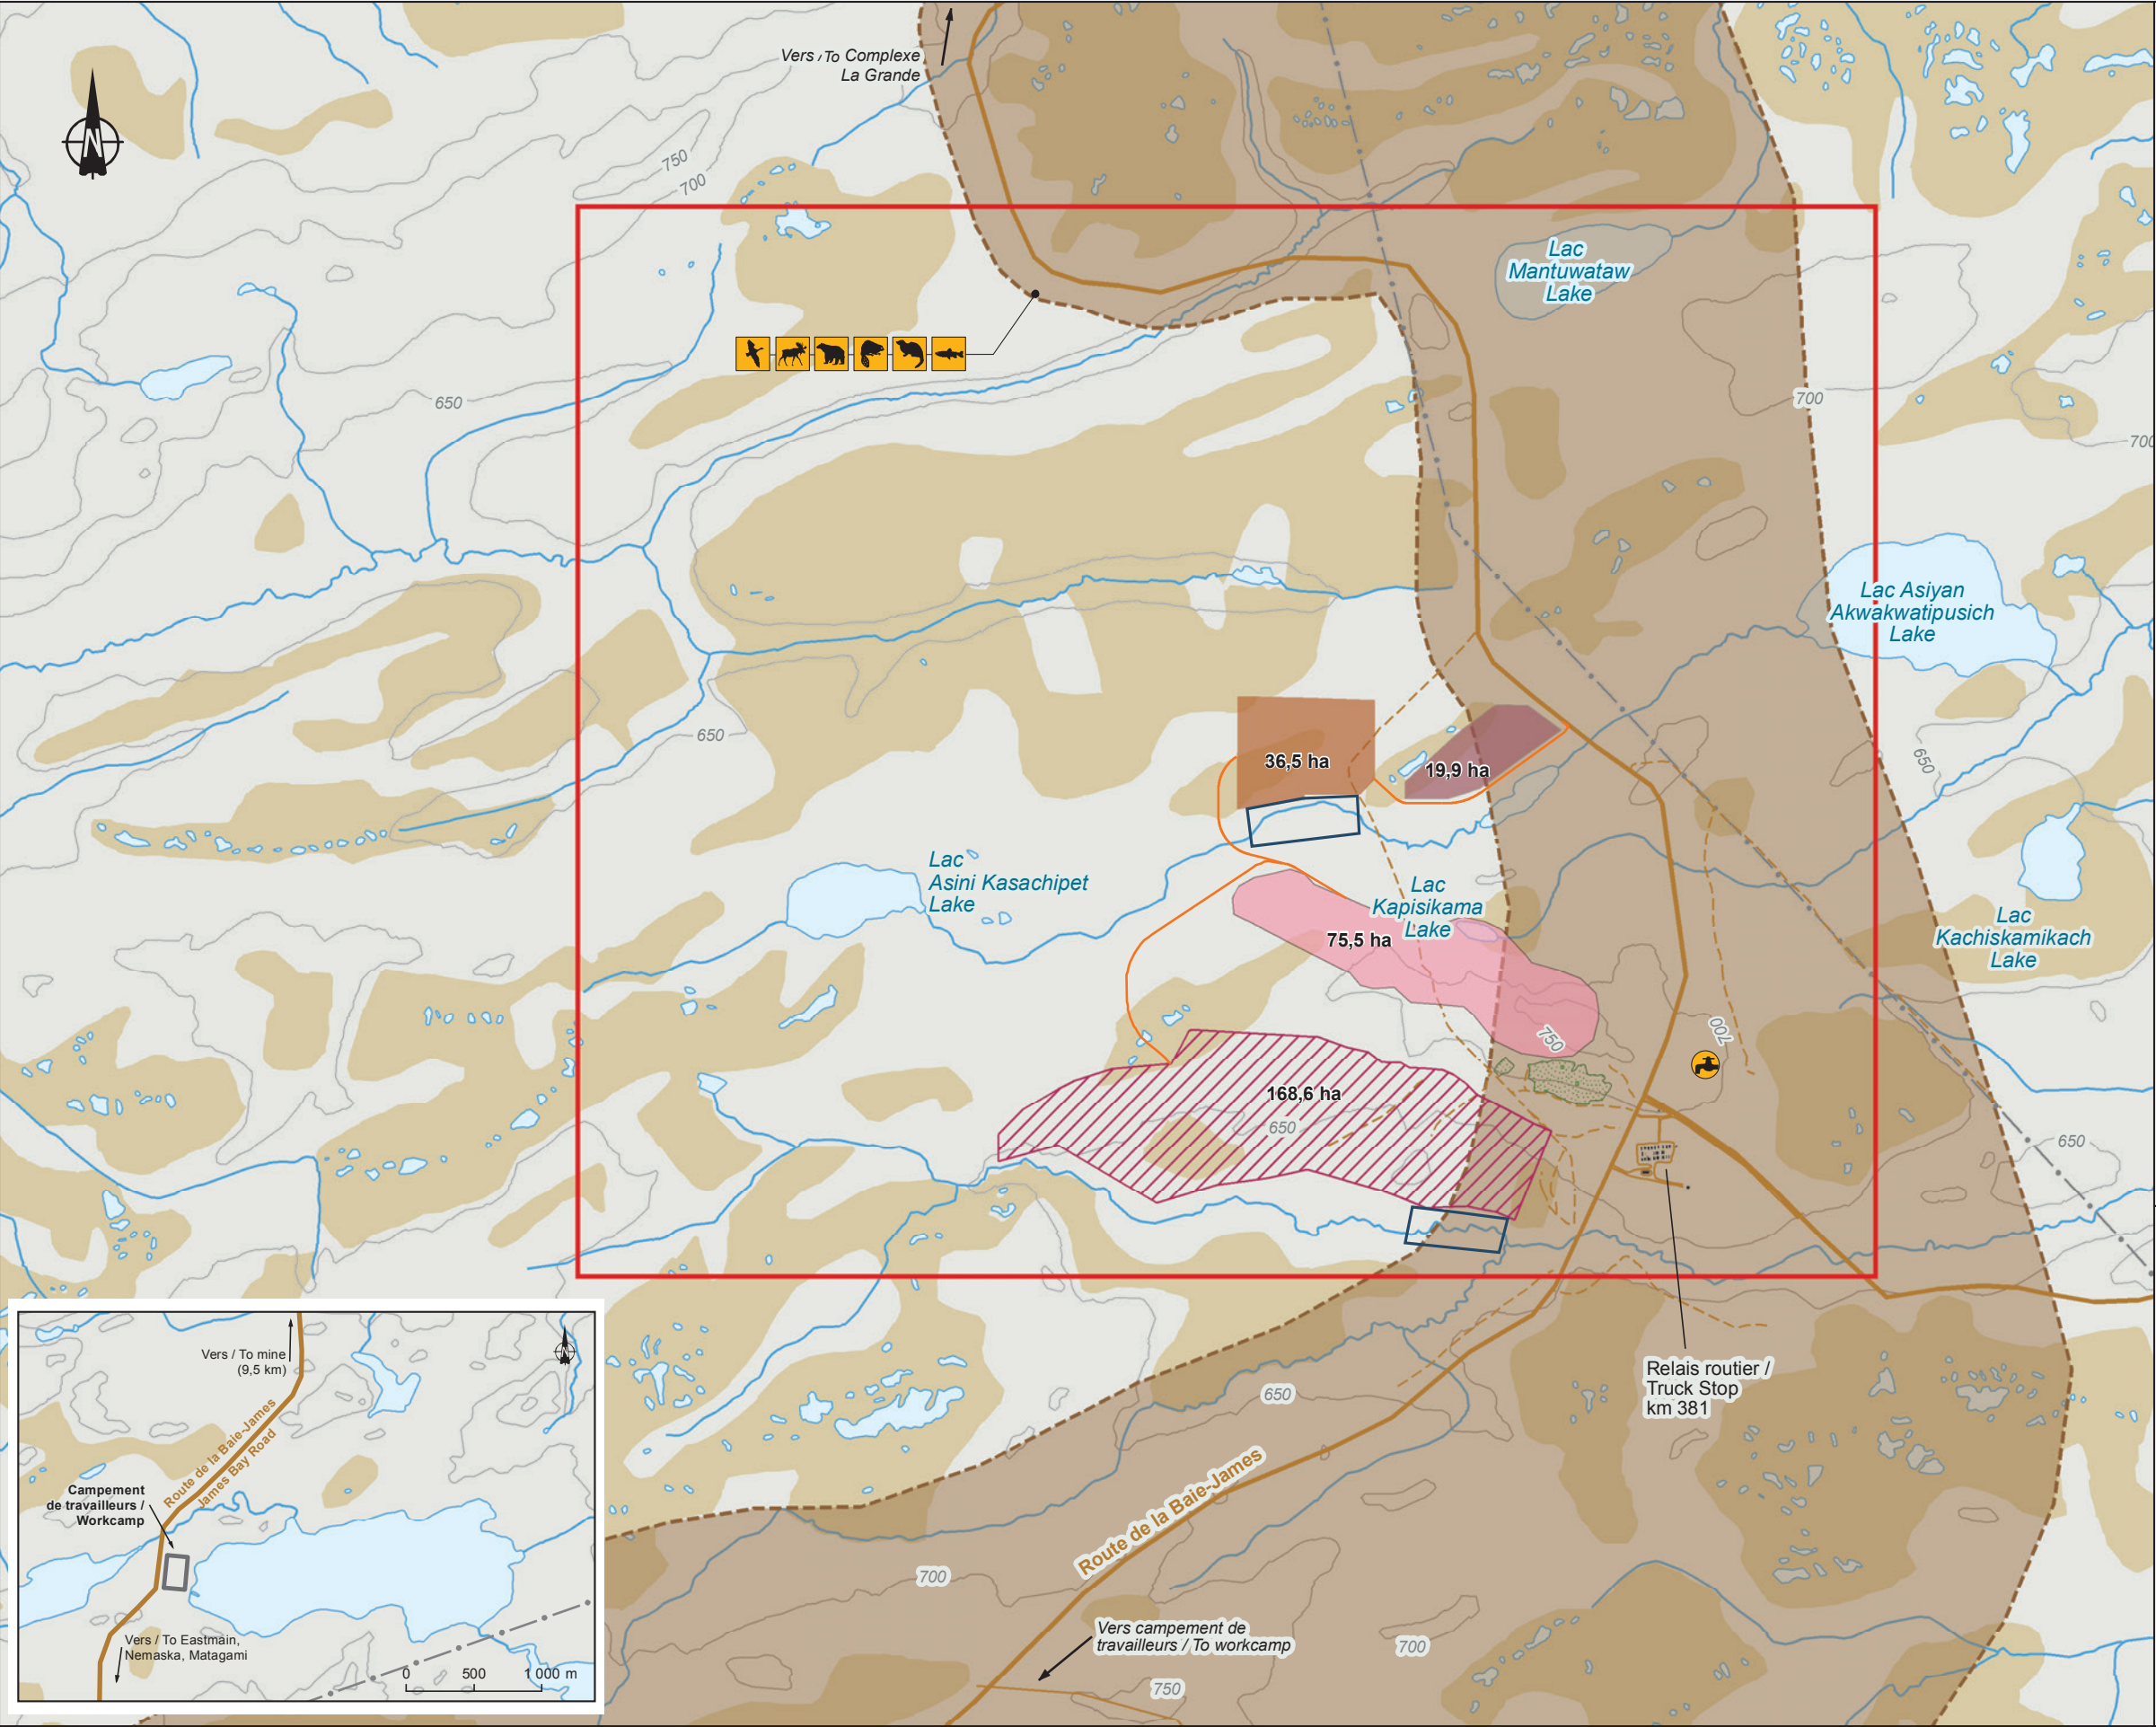 Vers / To Complexe
La Grande
N
750
700
Lac
Mantuwataw
Lake
650
700
700
Lac Asiyan
Akwakwatipusich
Lake
650
650
36,5 ha
19,9 ha
Lac
Asini Kasachipet
Lake
Lac
Kapisikama
Lake
75,5 ha
Lac
Kachiskamikach
Lake
750
700
168,6 ha
650
650
Relais routier /
Truck Stop
km 381
650
Route de la Baie-James
700
Vers campement de
travailleurs / To workcamp
700
750
Vers / To mine
(9,5 km)
Route de la Baie-James
James Bay Road
Campement
de travailleurs /
Workcamp
Vers / To Eastmain,
Nemaska, Matagami
0 500 1 000 m